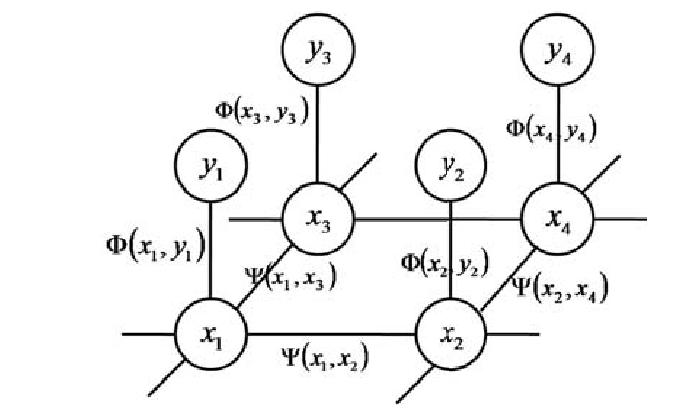 y₃
y₄
Φ(x₃, y₃)
Φ(x₄, y₄)
y₁
y₂
x₃
x₄
Φ(x₁, y₁)
Ψ(x₁, x₃)
Φ(x₂, y₂)
Ψ(x₂, x₄)
x₁
x₂
Ψ(x₁, x₂)